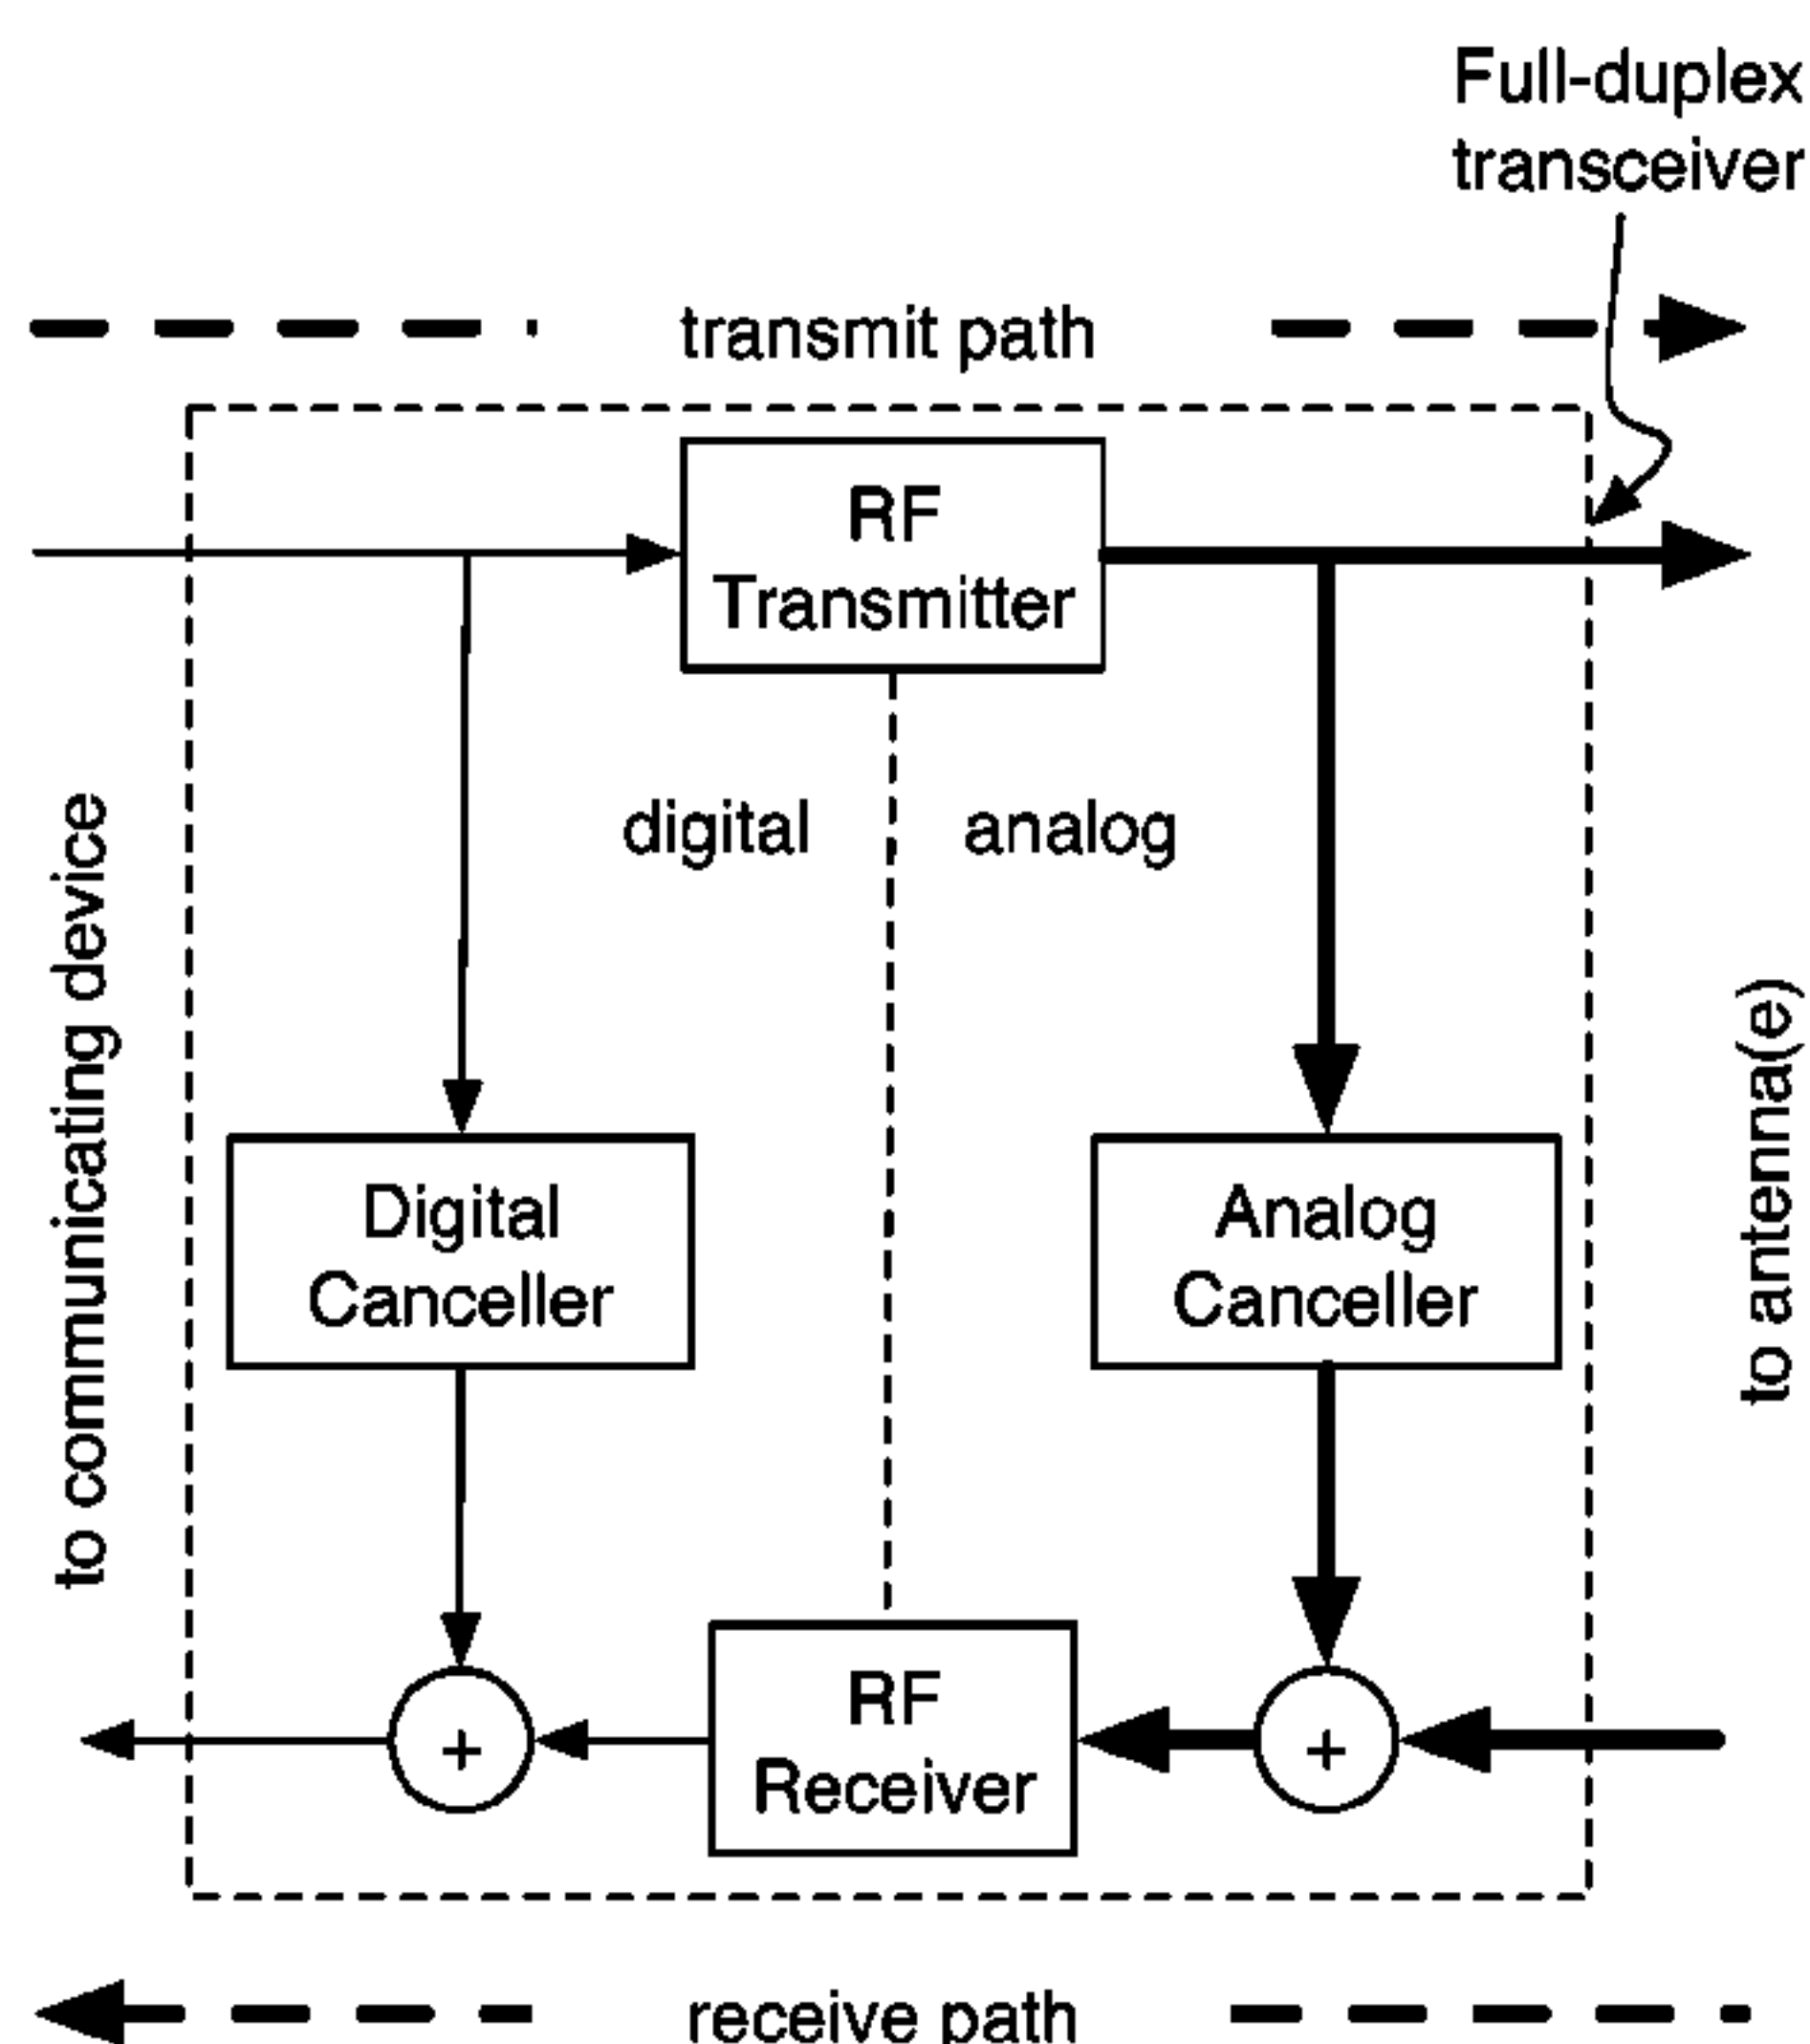 Full-duplex
transceiver
transmit path
RF
Transmitter
digital
analog
to communicating device
to antenna(e)
Digital
Canceller
Analog
Canceller
+
RF
Receiver
+
receive path